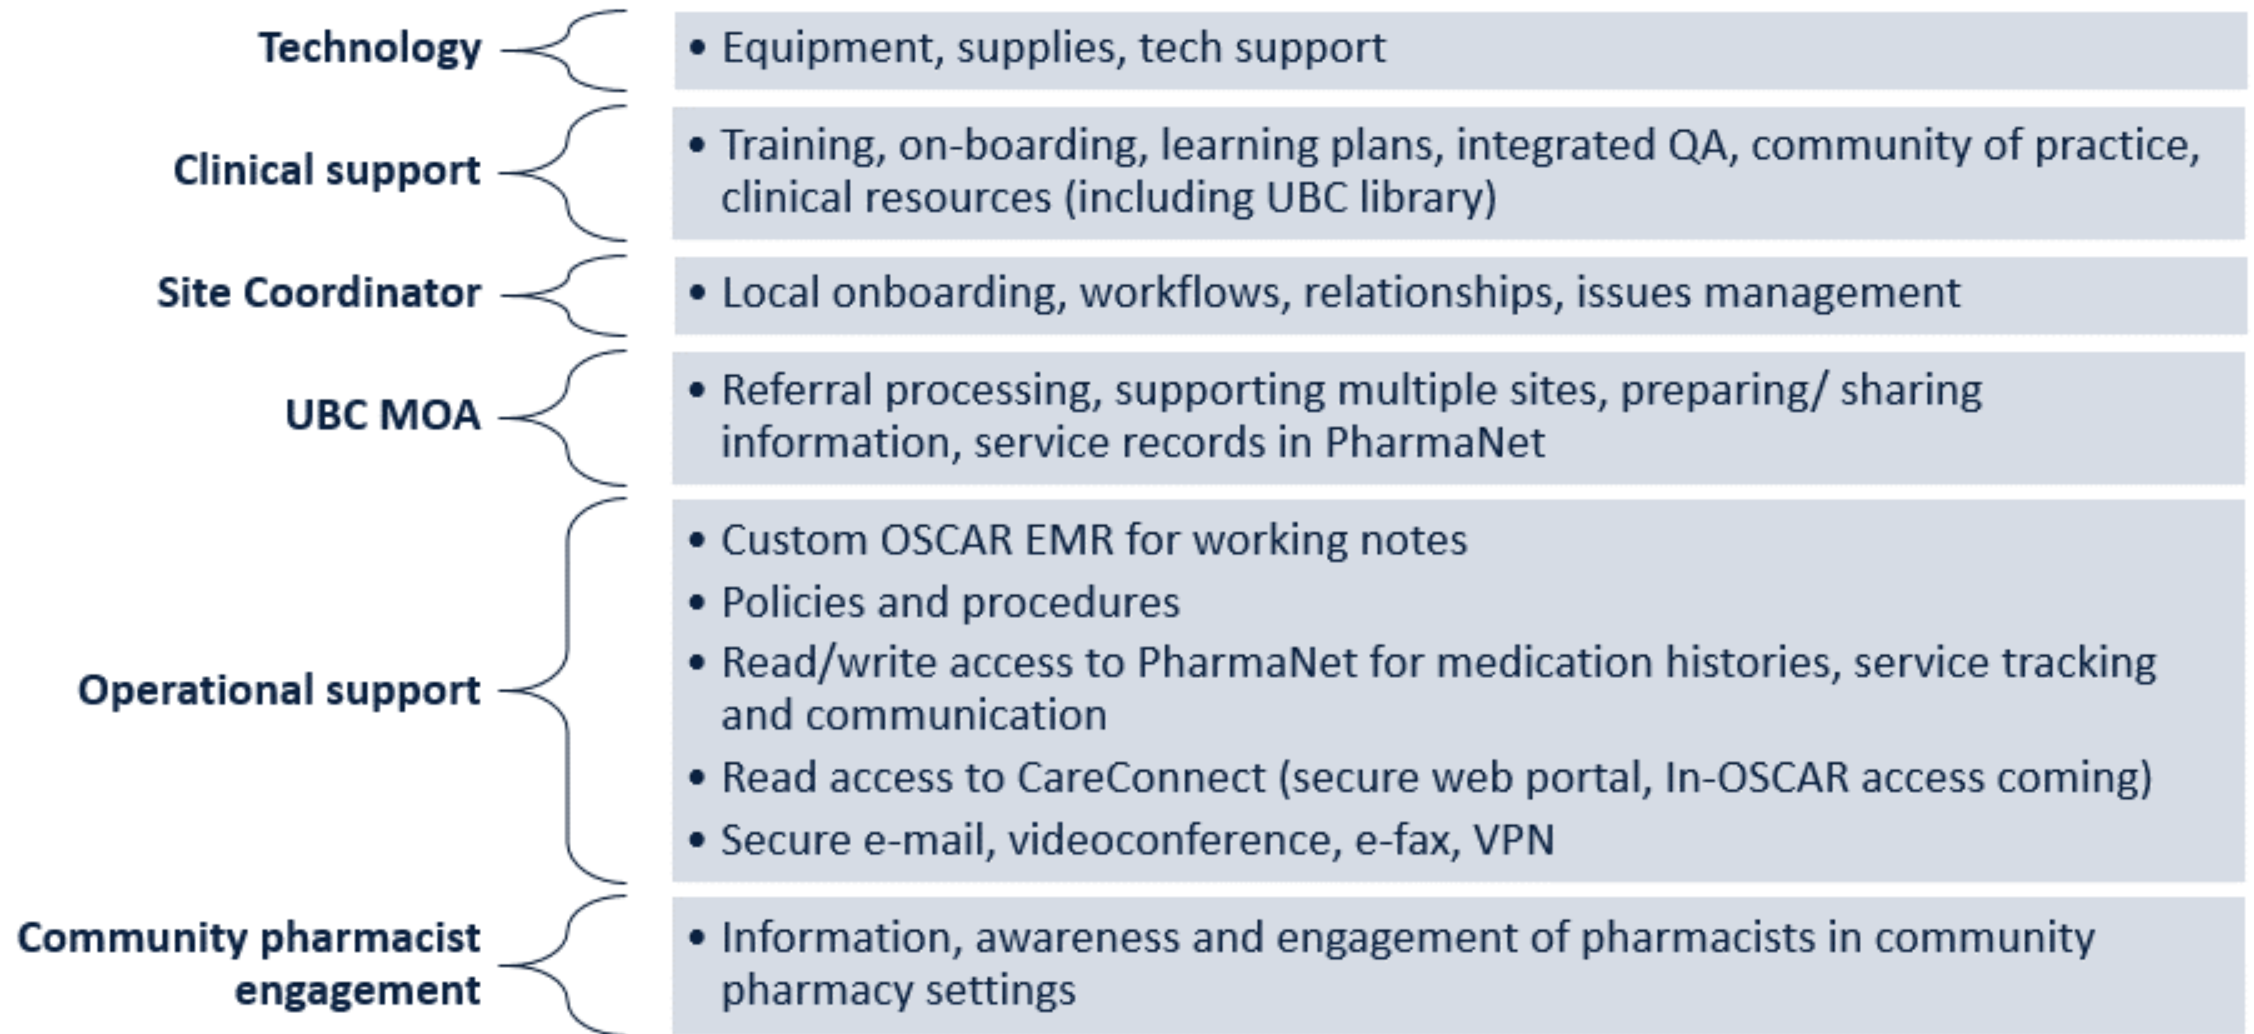 Technology
• Equipment, supplies, tech support
Clinical support
• Training, on-boarding, learning plans, integrated QA, community of practice,
clinical resources (including UBC library)
Site Coordinator
• Local onboarding, workflows, relationships, issues management
UBC MOA
• Referral processing, supporting multiple sites, preparing/ sharing
information, service records in PharmaNet
Operational support
• Custom OSCAR EMR for working notes
• Policies and procedures
• Read/write access to PharmaNet for medication histories, service tracking
and communication
• Read access to CareConnect (secure web portal, In-OSCAR access coming)
• Secure e-mail, videoconference, e-fax, VPN
Community pharmacist
engagement
• Information, awareness and engagement of pharmacists in community
pharmacy settings